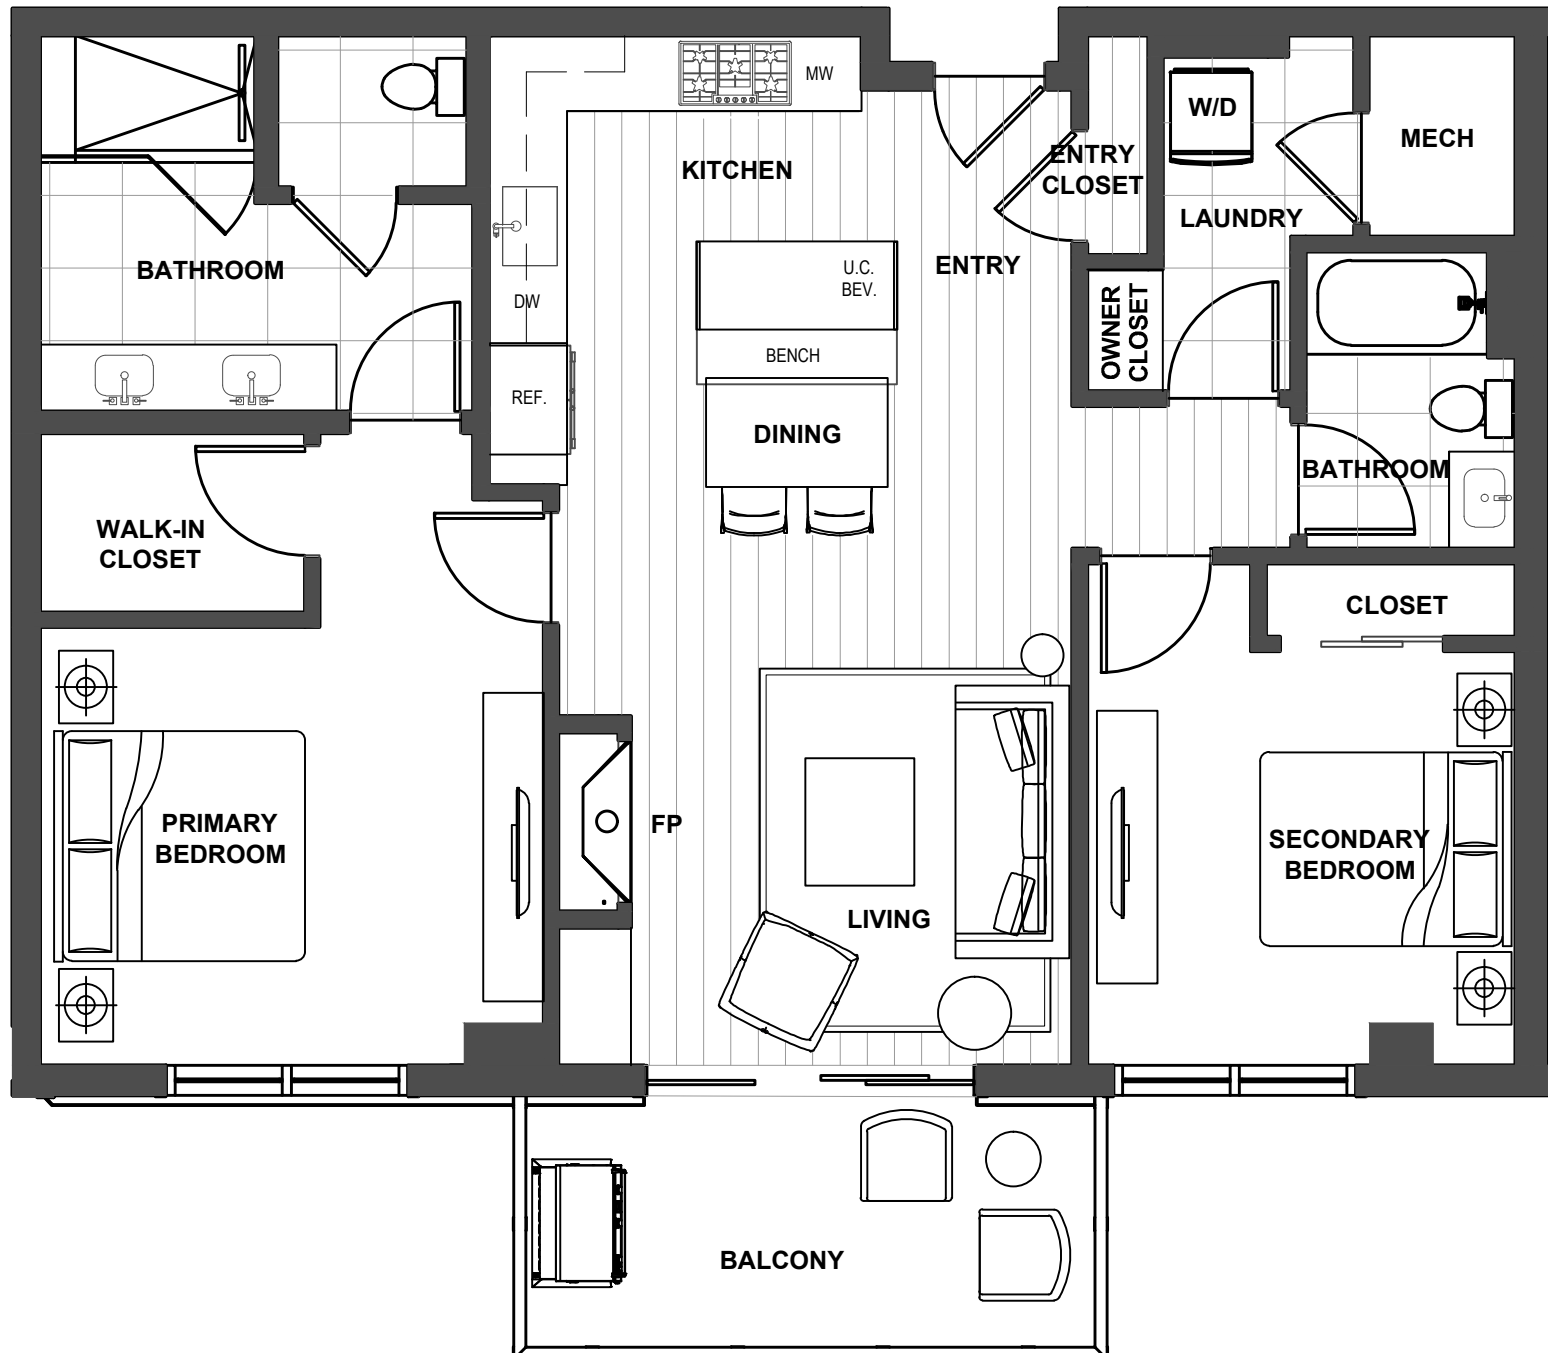 MW
W/D
MECH
KITCHEN
ENTRY
CLOSET
LAUNDRY
BATHROOM
ENTRY
U.C.
BEV.
DW
OWNER
CLOSET
BENCH
REF.
DINING
BATHROOM
WALK-IN
CLOSET
CLOSET
PRIMARY
BEDROOM
FP
SECONDARY
BEDROOM
LIVING
BALCONY